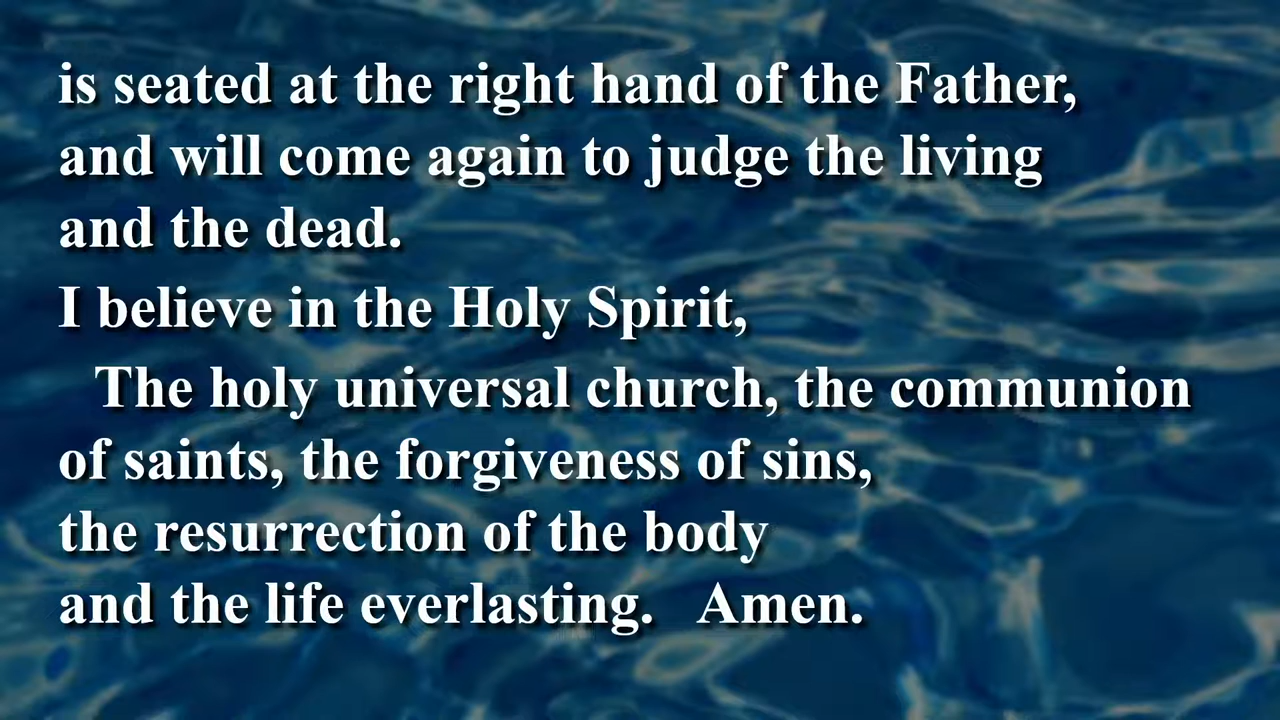 is seated at the right hand of the Father,
and will come again to judge the living
and the dead.
I believe in the Holy Spirit,
The holy universal church, the communion
of saints, the forgiveness of sins,
the resurrection of the body
and the life everlasting.   Amen.